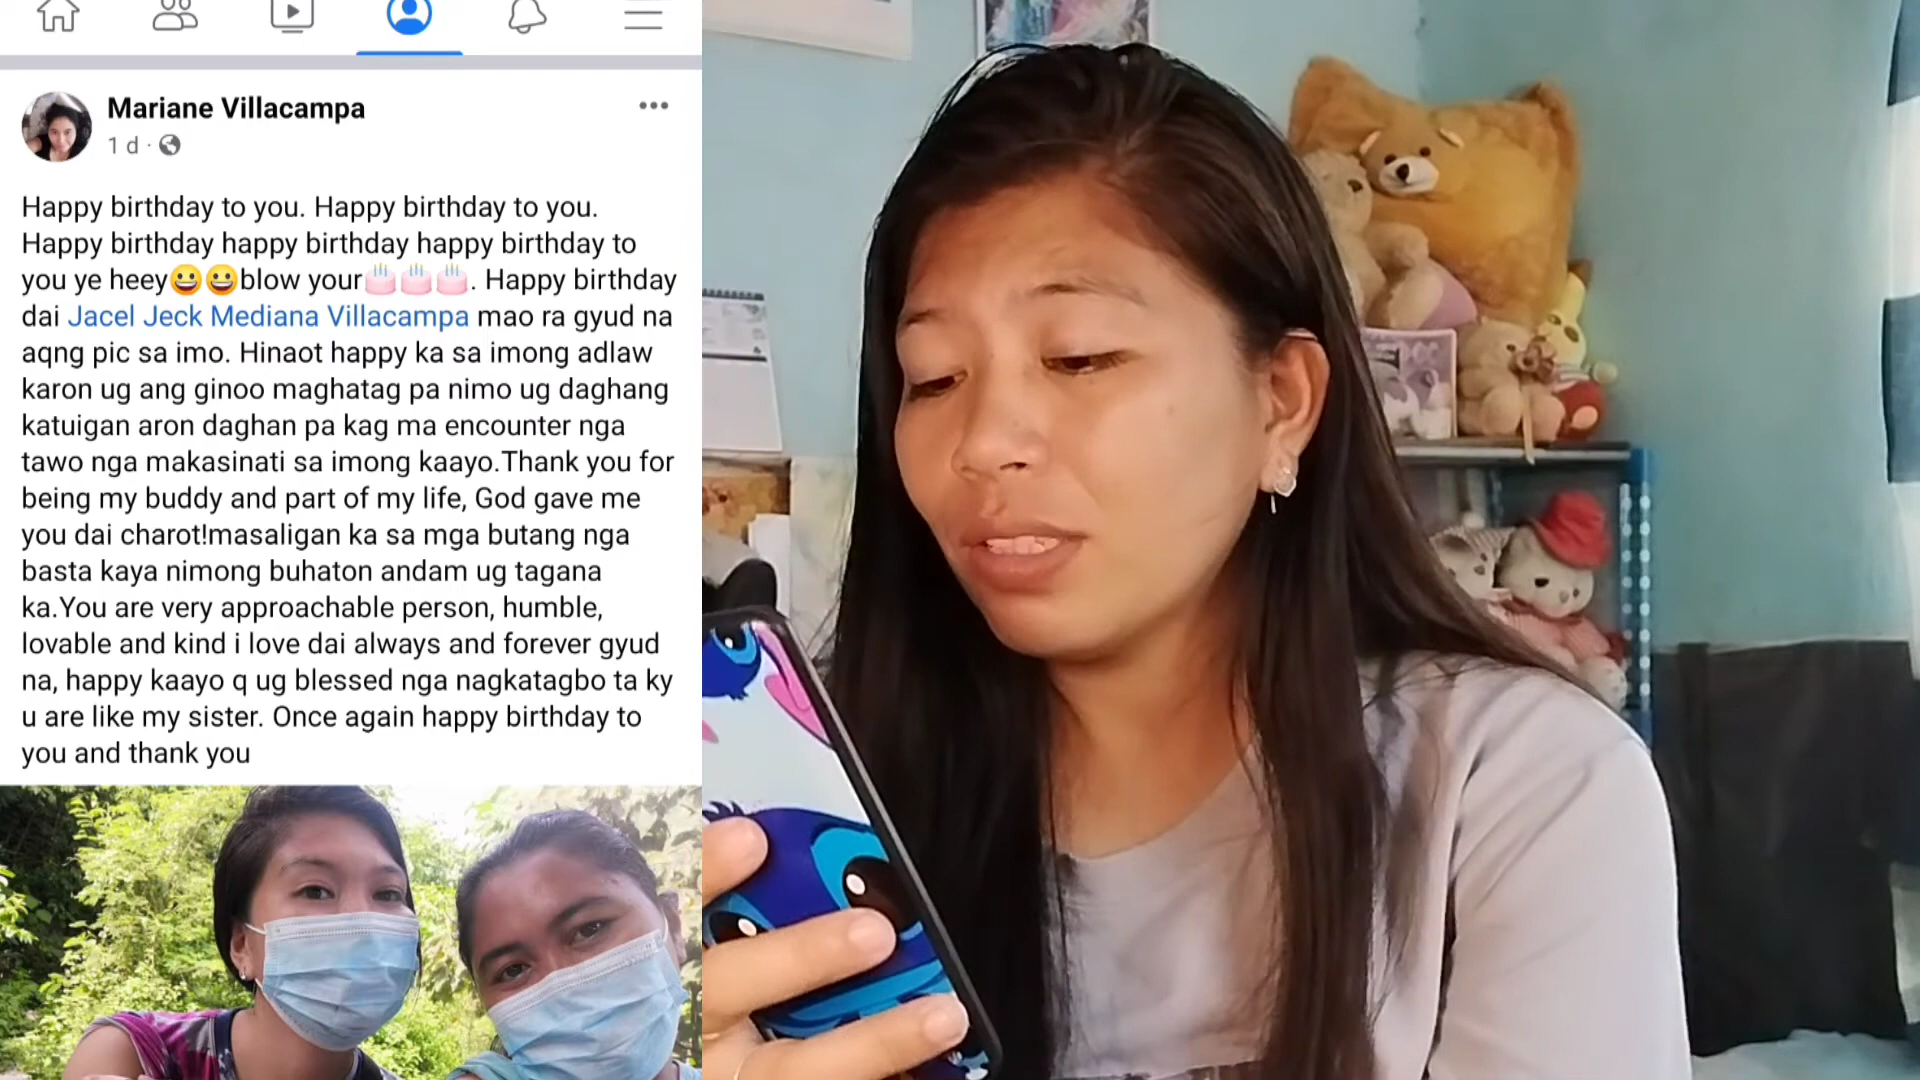 Mariane Villacampa
1 d ·
Happy birthday to you. Happy birthday to you.
Happy birthday happy birthday happy birthday to
you ye heey😀😀blow your🎂🎂🎂. Happy birthday
dai Jacel Jeck Mediana Villacampa mao ra gyud na
aqng pic sa imo. Hinaot happy ka sa imong adlaw
karon ug ang ginoo maghatag pa nimo ug daghang
katuigan aron daghan pa kag ma encounter nga
tawo nga makasinati sa imong kaayo.Thank you for
being my buddy and part of my life, God gave me
you dai charot!masaligan ka sa mga butang nga
basta kaya nimong buhaton andam ug tagana
ka.You are very approachable person, humble,
lovable and kind i love dai always and forever gyud
na, happy kaayo q ug blessed nga nagkatagbo ta ky
u are like my sister. Once again happy birthday to
you and thank you